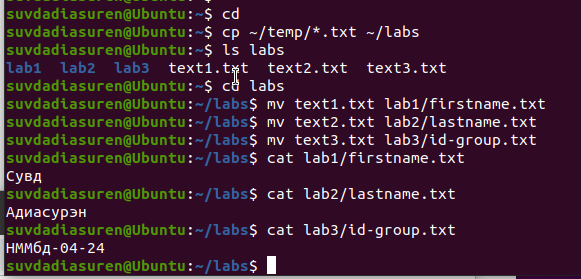 suvdadiasuren@Ubuntu:~$ cd
suvdadiasuren@Ubuntu:~$ cp ~/temp/*.txt ~/labs
suvdadiasuren@Ubuntu:~$ ls labs
lab1 lab2 lab3 text1.txt text2.txt text3.txt
suvdadiasuren@Ubuntu:~$ cd labs
suvdadiasuren@Ubuntu:~/labs$ mv text1.txt lab1/firstname.txt
suvdadiasuren@Ubuntu:~/labs$ mv text2.txt lab2/lastname.txt
suvdadiasuren@Ubuntu:~/labs$ mv text3.txt lab3/id-group.txt
suvdadiasuren@Ubuntu:~/labs$ cat lab1/firstname.txt
Сувд
suvdadiasuren@Ubuntu:~/labs$ cat lab2/lastname.txt
Адиасурэн
suvdadiasuren@Ubuntu:~/labs$ cat lab3/id-group.txt
НММбд-04-24
suvdadiasuren@Ubuntu:~/labs$